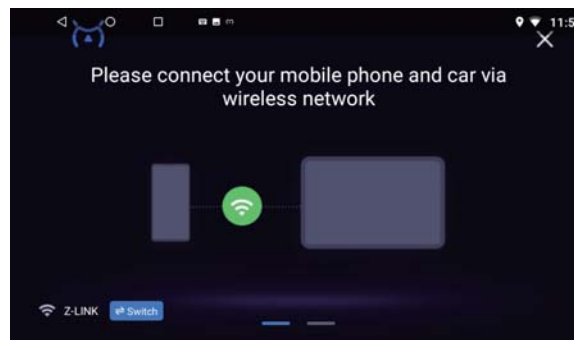 11:5
Please connect your mobile phone and car via
wireless network
Z-LINK
Switch